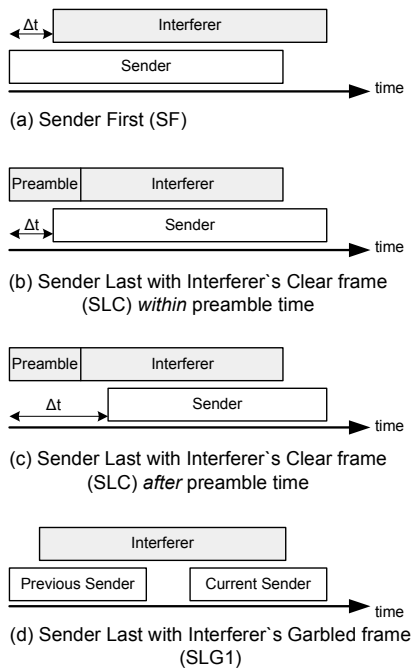 Δt
Interferer
Sender
time
(a) Sender First (SF)
Preamble
Interferer
Δt
Sender
time
(b) Sender Last with Interferer`s Clear frame
(SLC) within preamble time
Preamble
Interferer
Δt
Sender
time
(c) Sender Last with Interferer`s Clear frame
(SLC) after preamble time
Interferer
Previous Sender
Current Sender
time
(d) Sender Last with Interferer`s Garbled frame
(SLG1)